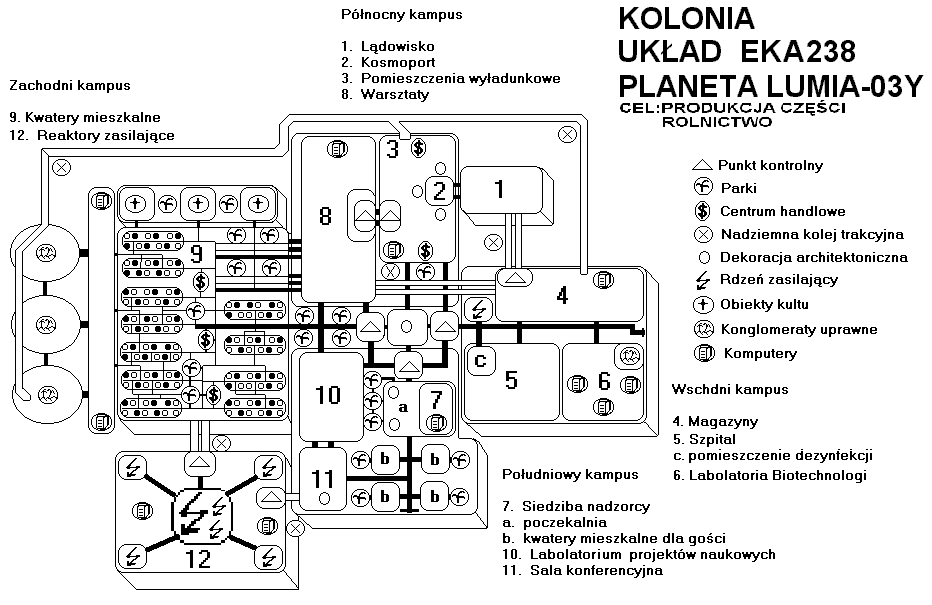 KOLONIA
UKŁAD EKA238
PLANETA LUMIA-03Y
CEL:PRODUKCJA CZĘŚCI
ROLNICTWO
Północny kampus
1. Lądowisko
2. Kosmoport
3. Pomieszczenia wyładunkowe
8. Warsztaty
Zachodni kampus
9. Kwatery mieszkalne
12. Reaktory zasilające
Punkt kontrolny
Parki
Centrum handlowe
Nadziemna kolej trakcyjna
Dekoracja architektoniczna
Rdzeń zasilający
Obiekty kultu
Konglomeraty uprawne
Komputery
Wschdni kampus
4. Magazyny
5. Szpital
c. pomieszczenie dezynfekcji
6. Labolatoria Biotechnologi
Południowy kampus
7. Siedziba nadzorcy
a. poczekalnia
b. kwatery mieszkalne dla gości
10. Labolatorium projektów naukowych
11. Sala konferencyjna
3
1
2
8
9
4
c
5
6
10
a
7
b
b
11
b
b
12